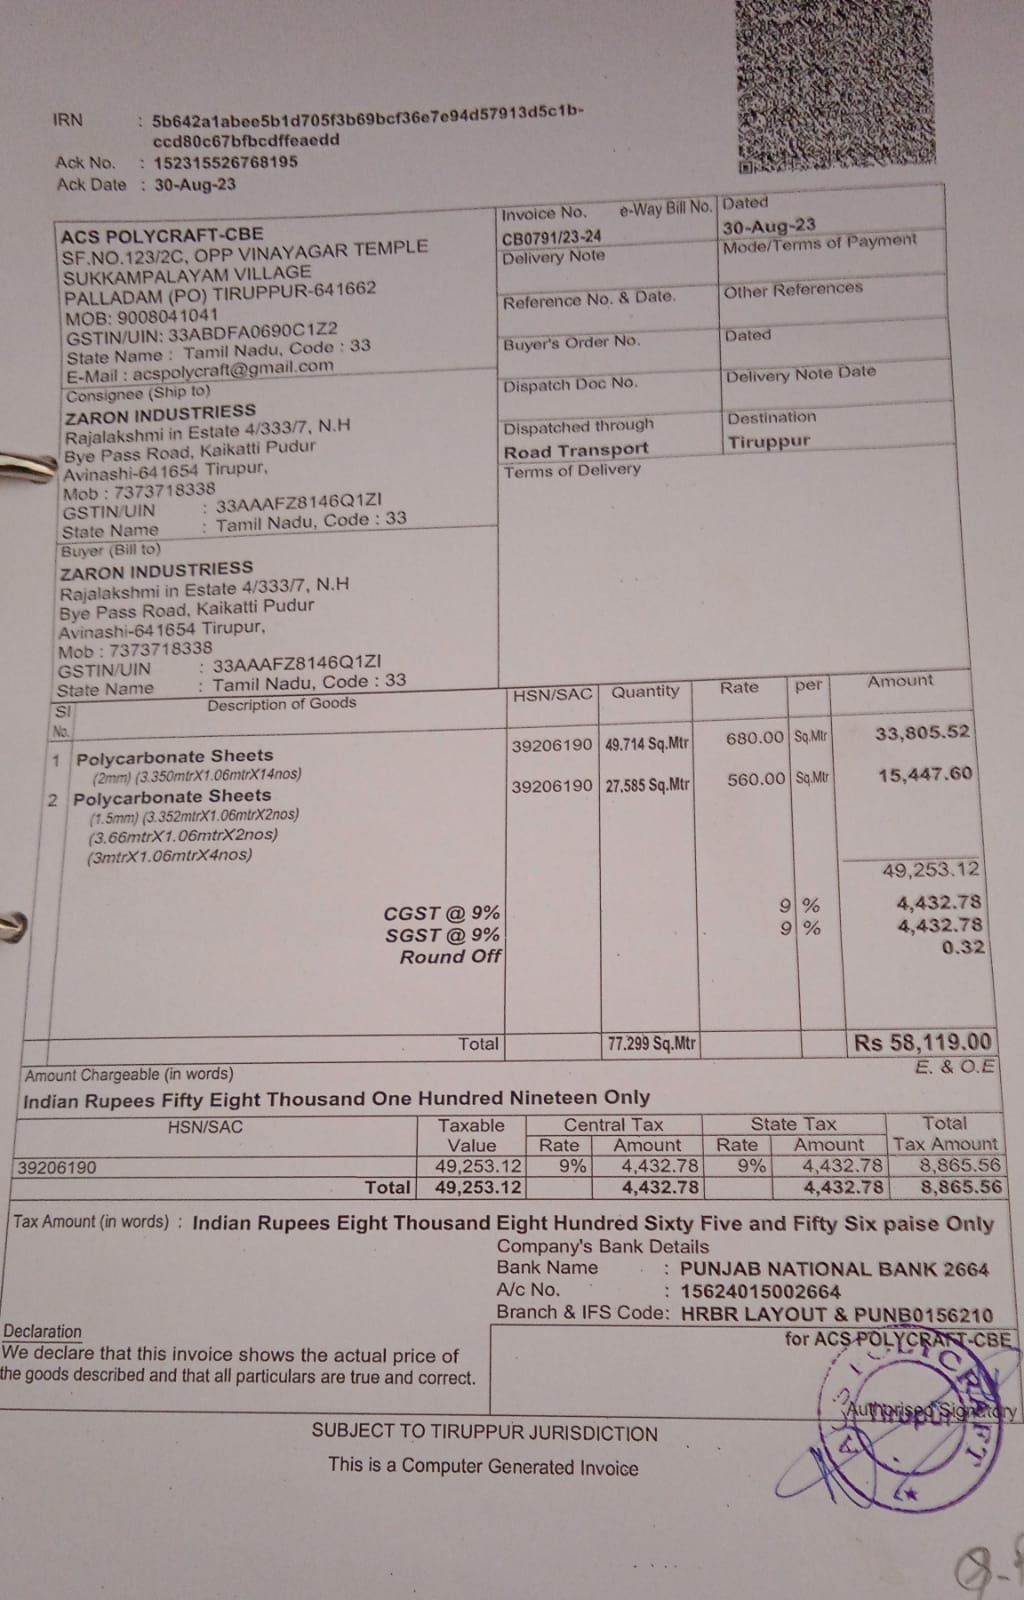 IRN : 5b642a1abee5b1d705f3b69bcf36e7e94d57913d5c1b-
ccd80c67bfbcdffeaedd
Ack No. : 152315526768195
Ack Date : 30-Aug-23
ACS POLYCRAFT-CBE
SF.NO.123/2C, OPP VINAYAGAR TEMPLE
SUKKAMPALAYAM VILLAGE
PALLADAM (PO) TIRUPPUR-641662
MOB: 9008041041
GSTIN/UIN: 33ABDFA0690C1Z2
State Name : Tamil Nadu, Code : 33
E-Mail : acspolycraft@gmail.com
Invoice No. e-Way Bill No. Dated
CB0791/23-24 30-Aug-23
Delivery Note Mode/Terms of Payment
Reference No. & Date. Other References
Buyer's Order No. Dated
Dispatch Doc No. Delivery Note Date
Dispatched through Destination
Road Transport Tiruppur
Terms of Delivery
Consignee (Ship to)
ZARON INDUSTRIESS
Rajalakshmi in Estate 4/333/7, N.H
Bye Pass Road, Kaikatti Pudur
Avinashi-641654 Tirupur,
Mob : 7373718338
GSTIN/UIN : 33AAAFZ8146Q1ZI
State Name : Tamil Nadu, Code : 33
Buyer (Bill to)
ZARON INDUSTRIESS
Rajalakshmi in Estate 4/333/7, N.H
Bye Pass Road, Kaikatti Pudur
Avinashi-641654 Tirupur,
Mob : 7373718338
GSTIN/UIN : 33AAAFZ8146Q1ZI
State Name : Tamil Nadu, Code : 33
Sl No. Description of Goods HSN/SAC Quantity Rate per Amount
1 Polycarbonate Sheets 39206190 49.714 Sq.Mtr 680.00 Sq.Mtr 33,805.52
(2mm) (3.350mtrX1.06mtrX14nos)
2 Polycarbonate Sheets 39206190 27.585 Sq.Mtr 560.00 Sq.Mtr 15,447.60
(1.5mm) (3.352mtrX1.06mtrX2nos)
(3.66mtrX1.06mtrX2nos)
(3mtrX1.06mtrX4nos)
49,253.12
CGST @ 9% 9 % 4,432.78
SGST @ 9% 9 % 4,432.78
Round Off 0.32
Total 77.299 Sq.Mtr Rs 58,119.00
Amount Chargeable (in words) E. & O.E
Indian Rupees Fifty Eight Thousand One Hundred Nineteen Only
HSN/SAC Taxable Value Central Tax State Tax Total Tax Amount
Rate Amount Rate Amount
39206190 49,253.12 9% 4,432.78 9% 4,432.78 8,865.56
Total 49,253.12 4,432.78 4,432.78 8,865.56
Tax Amount (in words) : Indian Rupees Eight Thousand Eight Hundred Sixty Five and Fifty Six paise Only
Company's Bank Details
Bank Name : PUNJAB NATIONAL BANK 2664
A/c No. : 15624015002664
Branch & IFS Code: HRBR LAYOUT & PUNB0156210
Declaration
We declare that this invoice shows the actual price of
the goods described and that all particulars are true and correct.
for ACS POLYCRAFT-CBE
Authorised Signatory
Tirupur
SUBJECT TO TIRUPPUR JURISDICTION
This is a Computer Generated Invoice